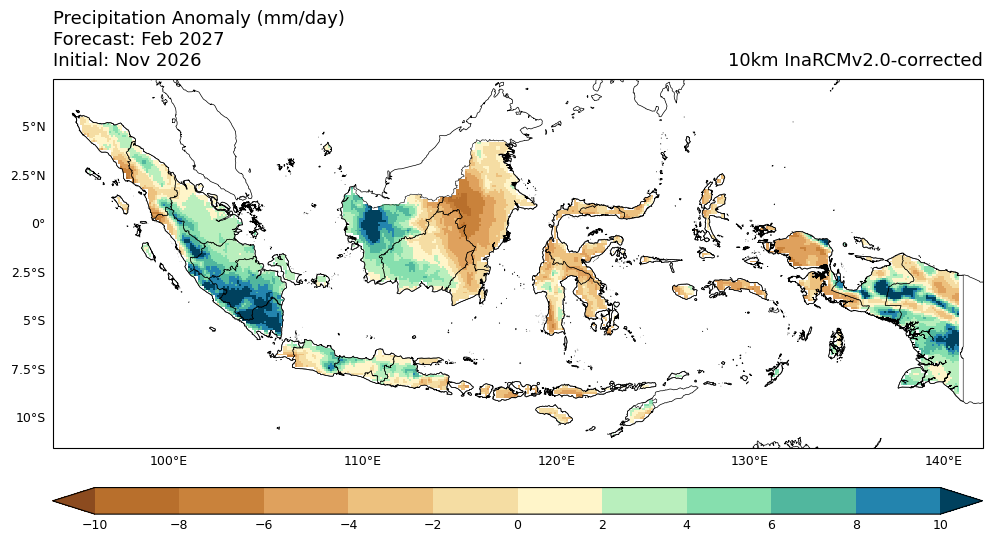 Precipitation Anomaly (mm/day)
Forecast: Feb 2027
Initial: Nov 2026
10km InaRCMv2.0-corrected
5°N
2.5°N
0°
2.5°S
5°S
7.5°S
10°S
100°E 110°E 120°E 130°E 140°E
−10 −8 −6 −4 −2 0 2 4 6 8 10